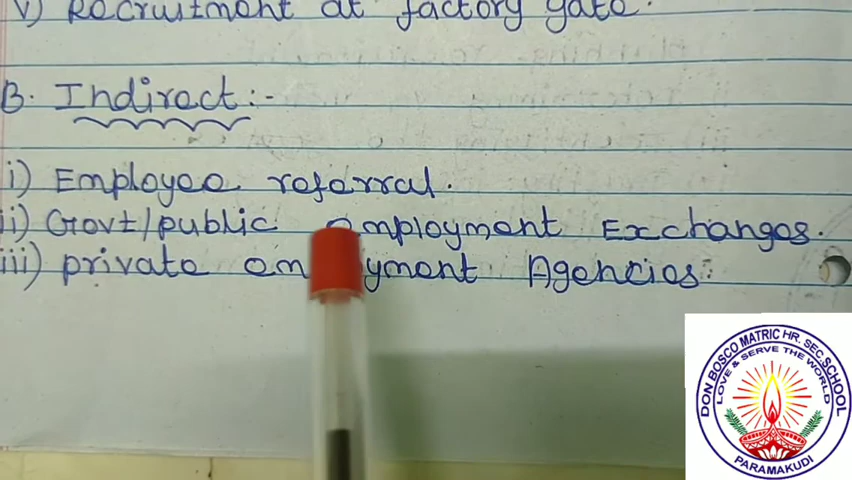 v) Recruitment at factory gate.
B. Indirect:-
i) Employee referral.
ii) Govt/public employment Exchanges.
iii) private employment Agencies.
DON BOSCO MATRIC HR. SEC. SCHOOL
LOVE & SERVE THE WORLD
PARAMAKUDI